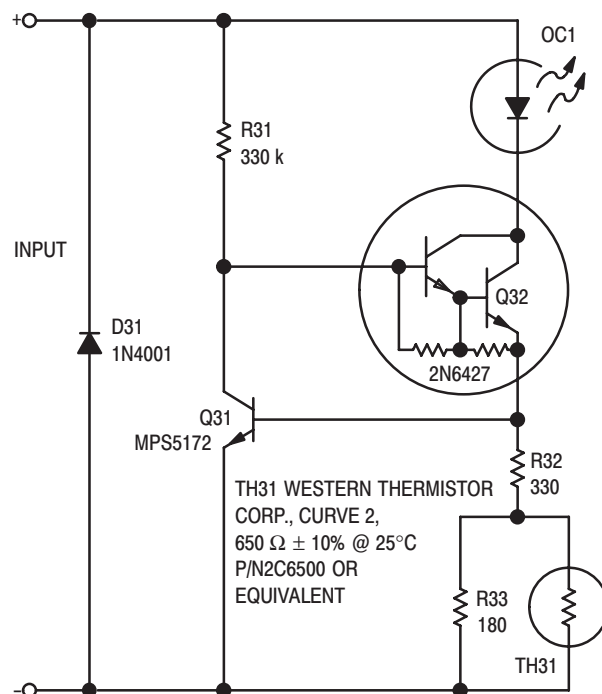 +
OC1
R31
330 k
INPUT
Q32
D31
1N4001
2N6427
Q31
MPS5172
R32
330
TH31 WESTERN THERMISTOR
CORP., CURVE 2,
650 Ω ± 10% @ 25°C
P/N2C6500 OR
EQUIVALENT
R33
180
TH31
–